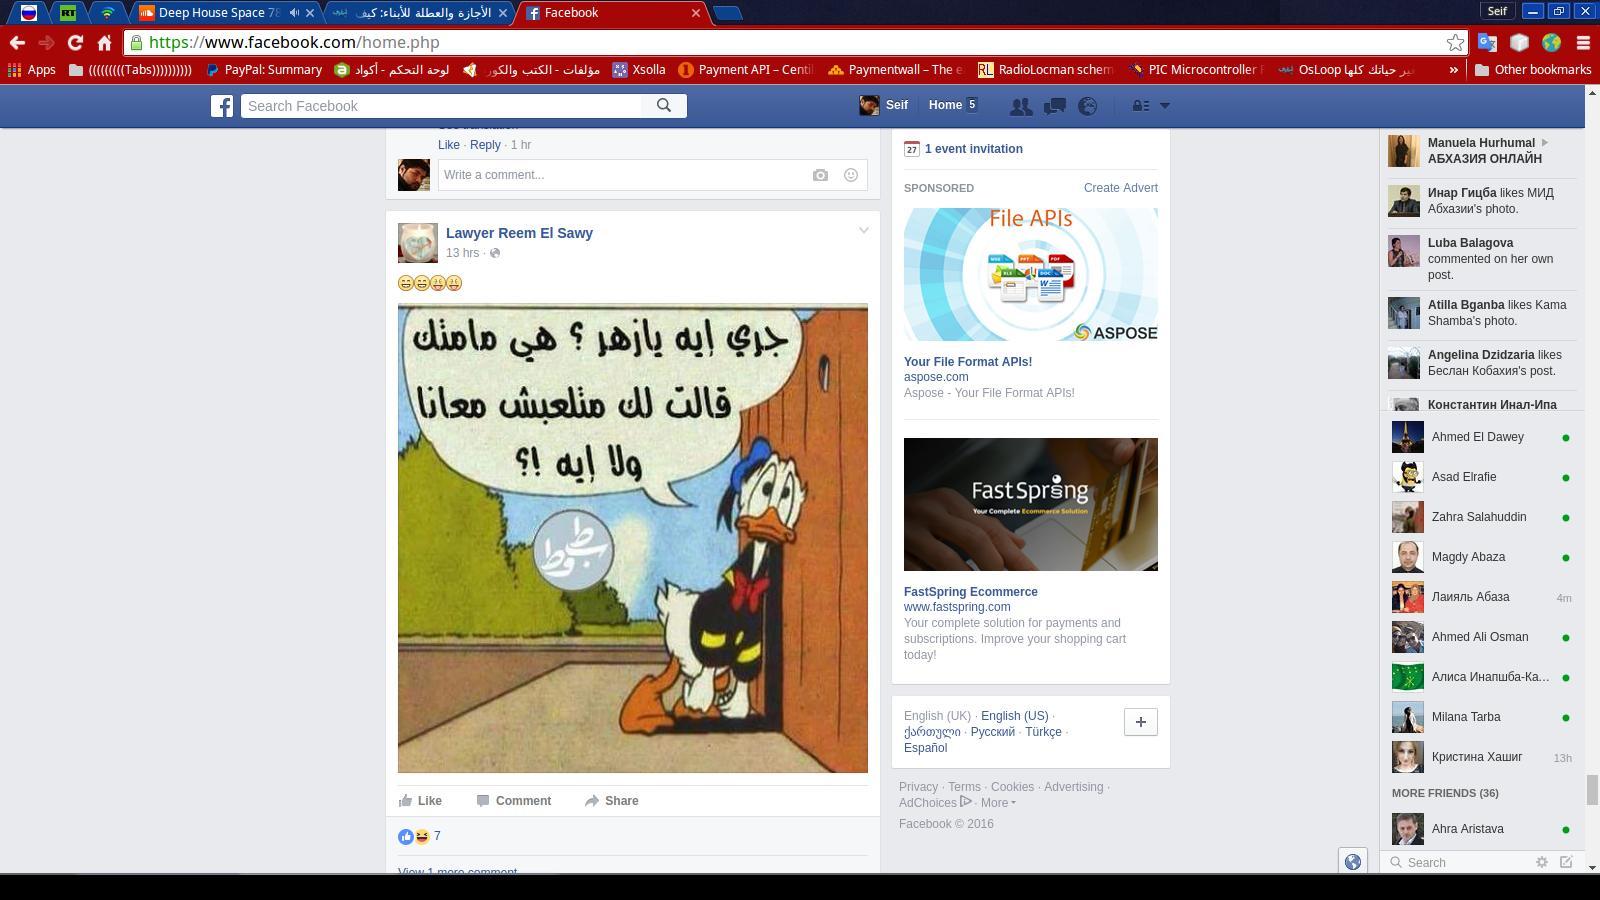 Deep House Space 78
الأجازة والعطلة للأبناء: كيف
Facebook
Seif
https://www.facebook.com/home.php
Apps
(((((((((Tabs))))))))))
PayPal: Summary
لوحة التحكم - أكواد
مؤلفات - الكتب والكور
Xsolla
Payment API – Centi
Paymentwall – The e
RadioLocman schem
PIC Microcontroller
OsLoop غير حياتك كلها
»
Other bookmarks
Search Facebook
Seif
Home 5
Like · Reply · 1 hr
Write a comment...
Lawyer Reem El Sawy
13 hrs ·
جري إيه يازهر ؟ هي مامتك
قالت لك متلعبش معانا
ولا إيه !؟
بطوط
Like
Comment
Share
7
View 1 more comment
27 1 event invitation
SPONSORED
Create Advert
File APIs
ASPOSE
Your File Format APIs!
aspose.com
Aspose - Your File Format APIs!
FastSpring
Your Complete Ecommerce Solution
FastSpring Ecommerce
www.fastspring.com
Your complete solution for payments and
subscriptions. Improve your shopping cart
today!
English (UK) · English (US) ·
ქართული · Русский · Türkçe ·
Español
+
Privacy · Terms · Cookies · Advertising ·
AdChoices · More
Facebook © 2016
Manuela Hurhumal
АБХАЗИЯ ОНЛАЙН
Инар Гицба likes МИД
Абхазии's photo.
Luba Balagova
commented on her own
post.
Atilla Bganba likes Kama
Shamba's photo.
Angelina Dzidzaria likes
Беслан Кобахия's post.
Константин Инал-Ипа
Ahmed El Dawey
Asad Elrafie
Zahra Salahuddin
Magdy Abaza
Лаияль Абаза 4m
Ahmed Ali Osman
Алиса Инапшба-Ка...
Milana Tarba
Кристина Хашиг 13h
MORE FRIENDS (36)
Ahra Aristava
Search